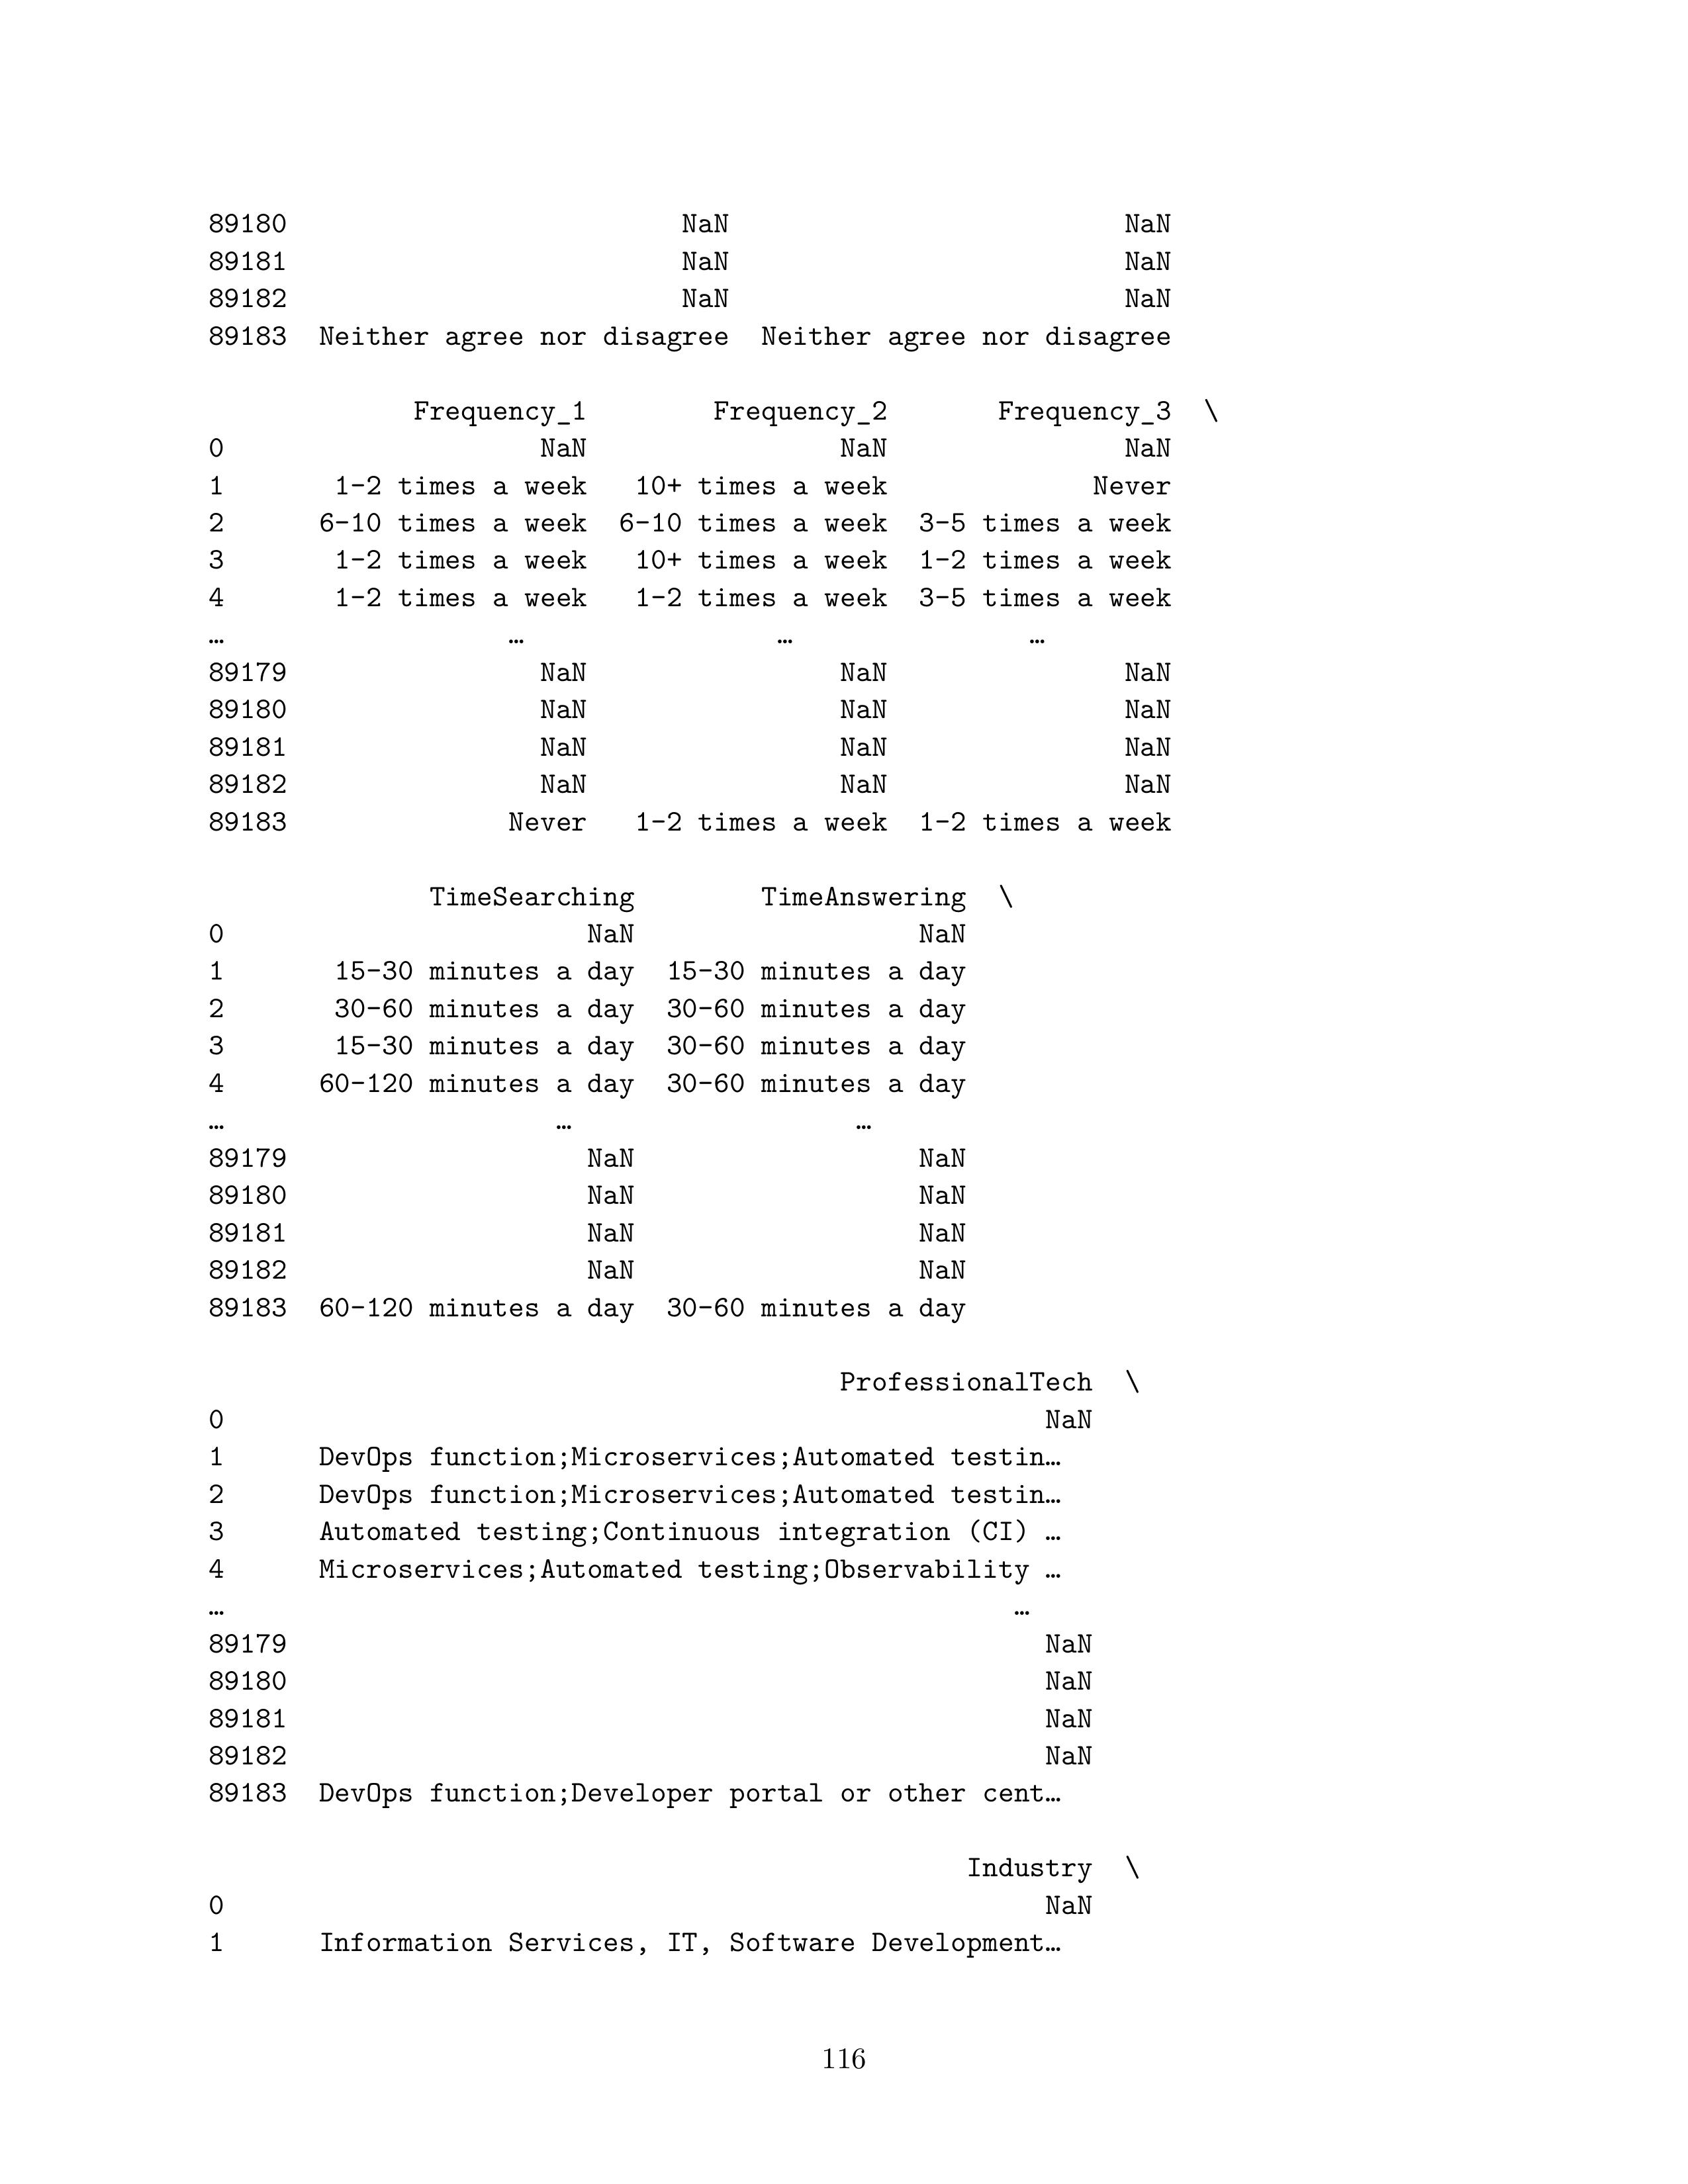 89180                         NaN                         NaN
89181                         NaN                         NaN
89182                         NaN                         NaN
89183  Neither agree nor disagree  Neither agree nor disagree
             Frequency_1        Frequency_2       Frequency_3  \
0                    NaN                NaN               NaN
1       1-2 times a week   10+ times a week             Never
2      6-10 times a week  6-10 times a week  3-5 times a week
3       1-2 times a week   10+ times a week  1-2 times a week
4       1-2 times a week   1-2 times a week  3-5 times a week
…                  …                …               …
89179                NaN                NaN               NaN
89180                NaN                NaN               NaN
89181                NaN                NaN               NaN
89182                NaN                NaN               NaN
89183              Never   1-2 times a week  1-2 times a week
              TimeSearching        TimeAnswering  \
0                       NaN                  NaN
1       15-30 minutes a day  15-30 minutes a day
2       30-60 minutes a day  30-60 minutes a day
3       15-30 minutes a day  30-60 minutes a day
4      60-120 minutes a day  30-60 minutes a day
…                     …                  …
89179                   NaN                  NaN
89180                   NaN                  NaN
89181                   NaN                  NaN
89182                   NaN                  NaN
89183  60-120 minutes a day  30-60 minutes a day
                                        ProfessionalTech  \
0                                                    NaN
1      DevOps function;Microservices;Automated testin…
2      DevOps function;Microservices;Automated testin…
3      Automated testing;Continuous integration (CI) …
4      Microservices;Automated testing;Observability …
…                                                  …
89179                                                NaN
89180                                                NaN
89181                                                NaN
89182                                                NaN
89183  DevOps function;Developer portal or other cent…
                                                Industry  \
0                                                    NaN
1      Information Services, IT, Software Development…
116